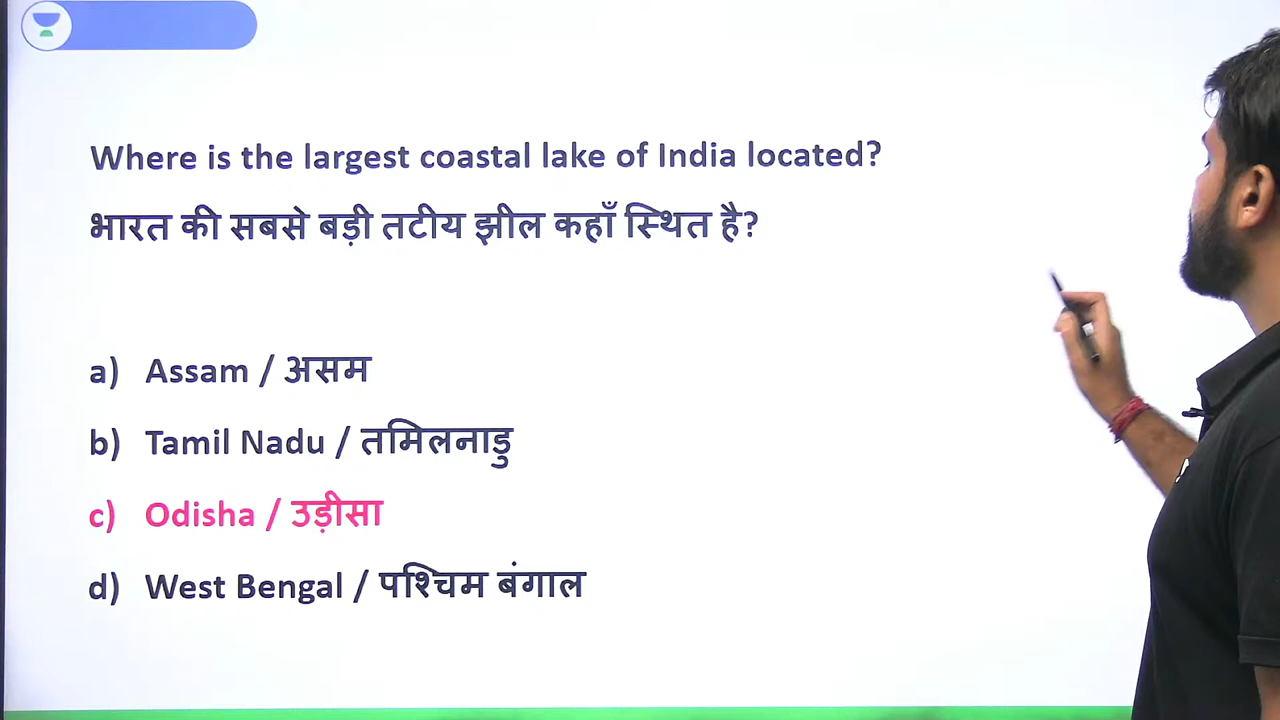 Where is the largest coastal lake of India located?
भारत की सबसे बड़ी तटीय झील कहाँ स्थित है?
a) Assam / असम
b) Tamil Nadu / तमिलनाडु
c) Odisha / उड़ीसा
d) West Bengal / पश्चिम बंगाल